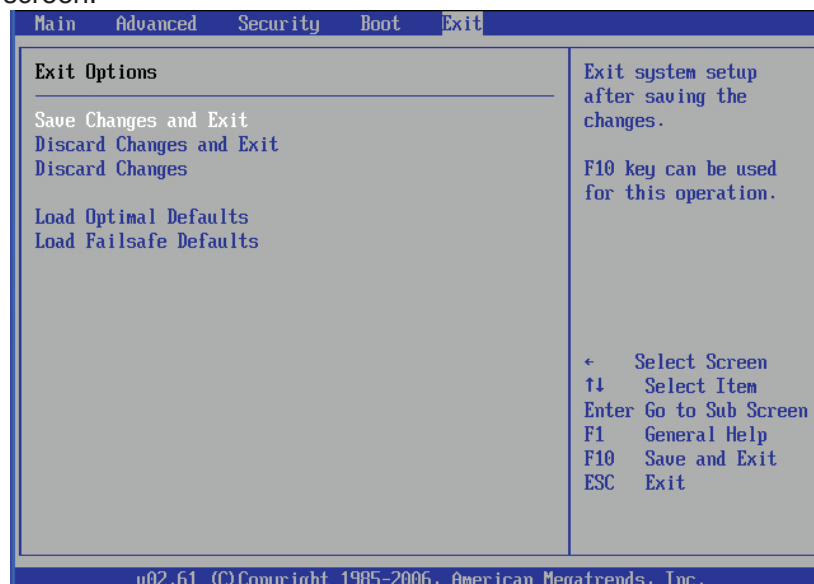 screen.
Main Advanced Security Boot Exit
Exit Options
Save Changes and Exit
Discard Changes and Exit
Discard Changes
Load Optimal Defaults
Load Failsafe Defaults
Exit system setup
after saving the
changes.
F10 key can be used
for this operation.
← Select Screen
↑↓ Select Item
Enter Go to Sub Screen
F1 General Help
F10 Save and Exit
ESC Exit
v02.61 (C)Copyright 1985-2006, American Megatrends, Inc.